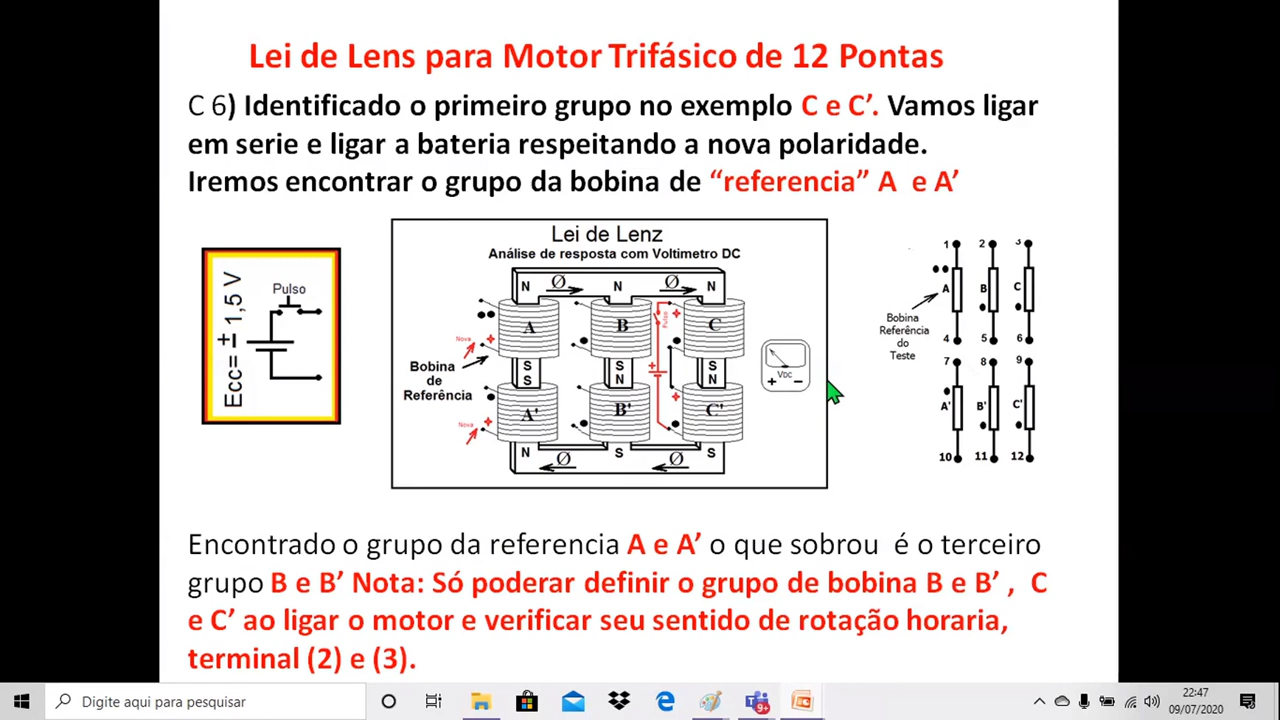 Lei de Lens para Motor Trifásico de 12 Pontas
C 6) Identificado o primeiro grupo no exemplo C e C’. Vamos ligar
em serie e ligar a bateria respeitando a nova polaridade.
Iremos encontrar o grupo da bobina de “referencia” A e A’
Ecc= ± 1,5 V
Pulso
Lei de Lenz
Análise de resposta com Voltimetro DC
N Ø N Ø N
A B C
Pulso
Nova
Bobina
de
Referência
S S S
S N N
A' B' C'
Nova
N Ø S Ø S
VDC
+ −
1 2 3
A B C
Bobina
Referência
do
Teste
4 5 6
7 8 9
A' B' C'
10 11 12
Encontrado o grupo da referencia A e A’ o que sobrou é o terceiro
grupo B e B’ Nota: Só poderar definir o grupo de bobina B e B’ , C
e C’ ao ligar o motor e verificar seu sentido de rotação horaria,
terminal (2) e (3).
Digite aqui para pesquisar
9+
22:47
09/07/2020